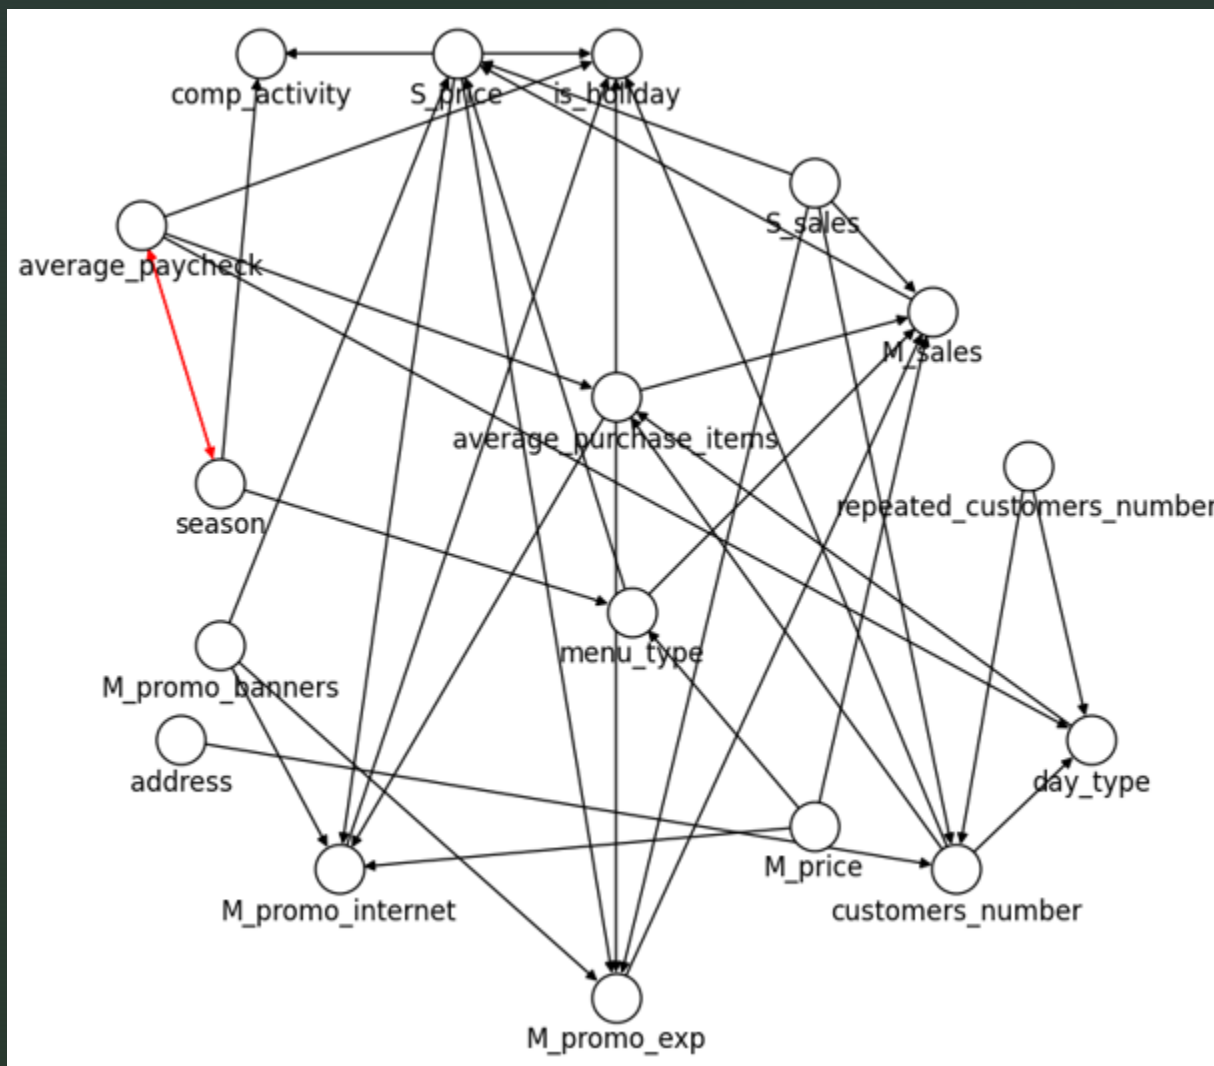 comp_activity
S_price
is_holiday
S_sales
average_paycheck
M_sales
average_purchase_items
repeated_customers_number
season
menu_type
M_promo_banners
address
day_type
M_price
M_promo_internet
customers_number
M_promo_exp